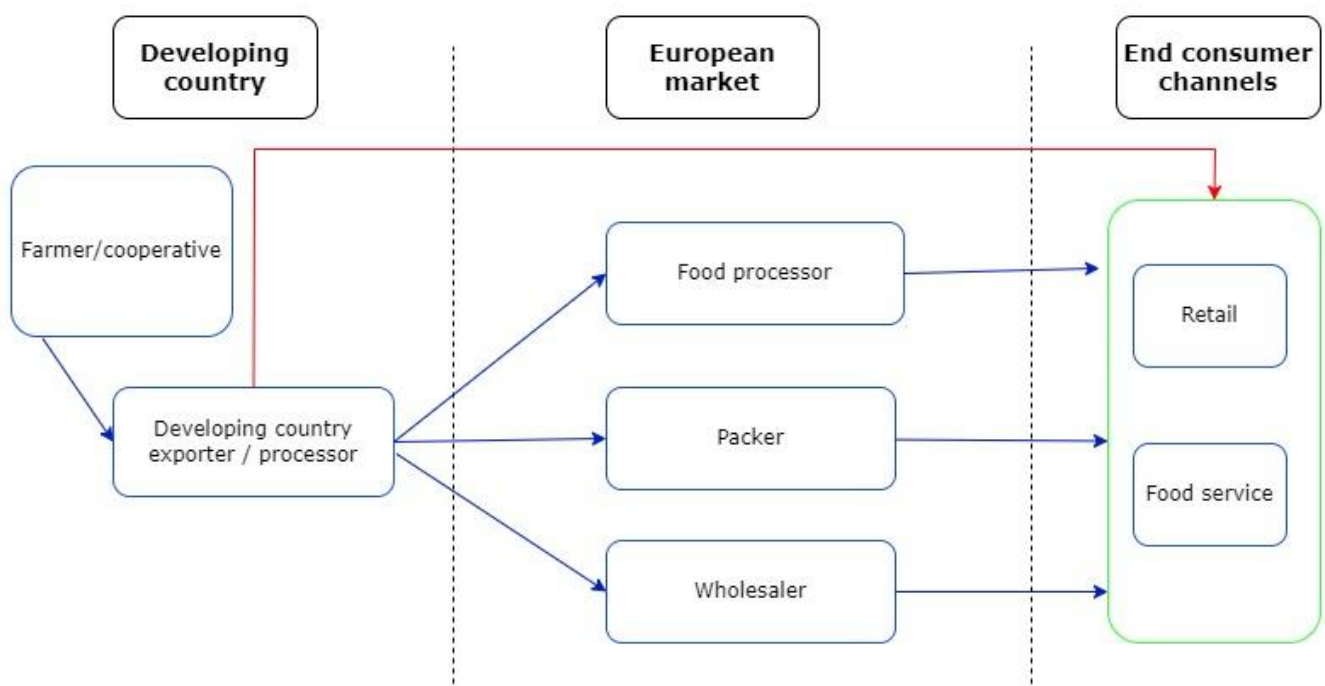 Developing
country
European
market
End consumer
channels
Farmer/cooperative
Developing country
exporter / processor
Food processor
Packer
Wholesaler
Retail
Food service